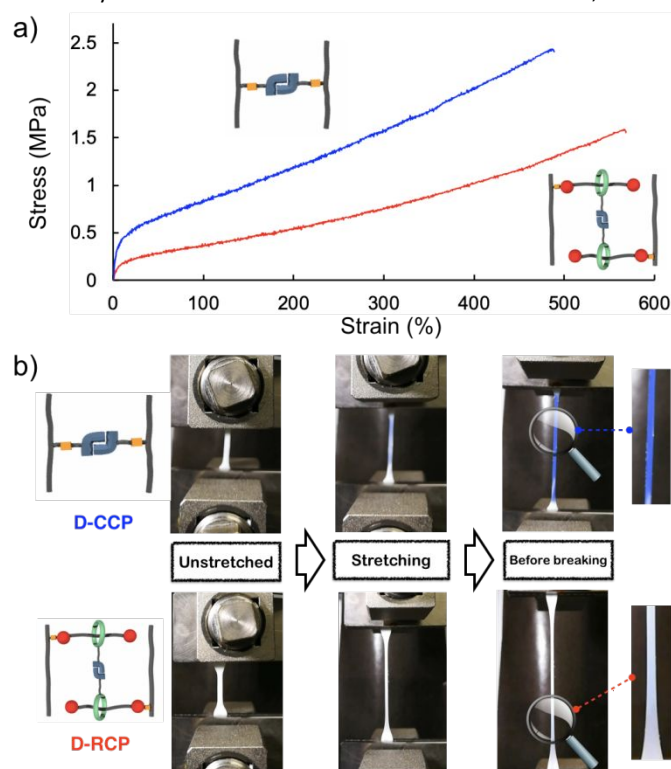 a)
2.5
2
1.5
1
0.5
0
Stress (MPa)
0 100 200 300 400 500 600
Strain (%)
b)
D-CCP
Unstretched
Stretching
Before breaking
D-RCP